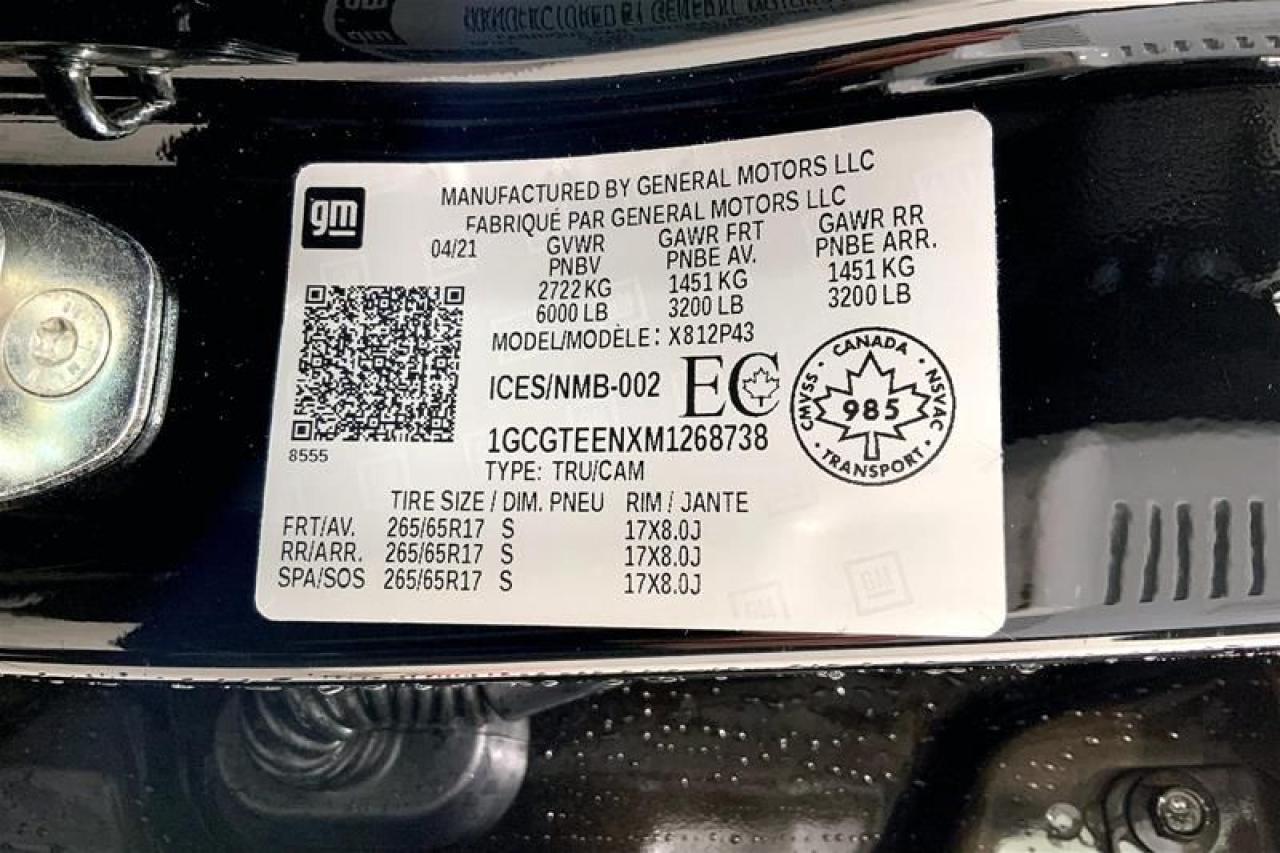 MANUFACTURED BY GENERAL MOTORS LLC
FABRIQUÉ PAR GENERAL MOTORS LLC
gm
04/21 GVWR GAWR FRT GAWR RR
PNBV PNBE AV. PNBE ARR.
2722 KG 1451 KG 1451 KG
6000 LB 3200 LB 3200 LB
MODEL/MODÈLE: X812P43
ICES/NMB-002 EC
CANADA
CMVSS 985 NSVAC
TRANSPORT
1GCGTEENXM1268738
8555
TYPE: TRU/CAM
TIRE SIZE / DIM. PNEU RIM / JANTE
FRT/AV. 265/65R17 S 17X8.0J
RR/ARR. 265/65R17 S 17X8.0J
SPA/SOS 265/65R17 S 17X8.0J
GM GM